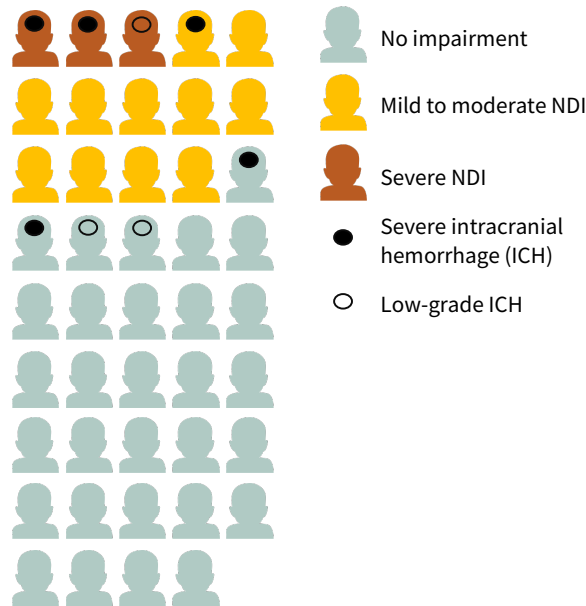 No impairment
Mild to moderate NDI
Severe NDI
Severe intracranial
hemorrhage (ICH)
Low-grade ICH